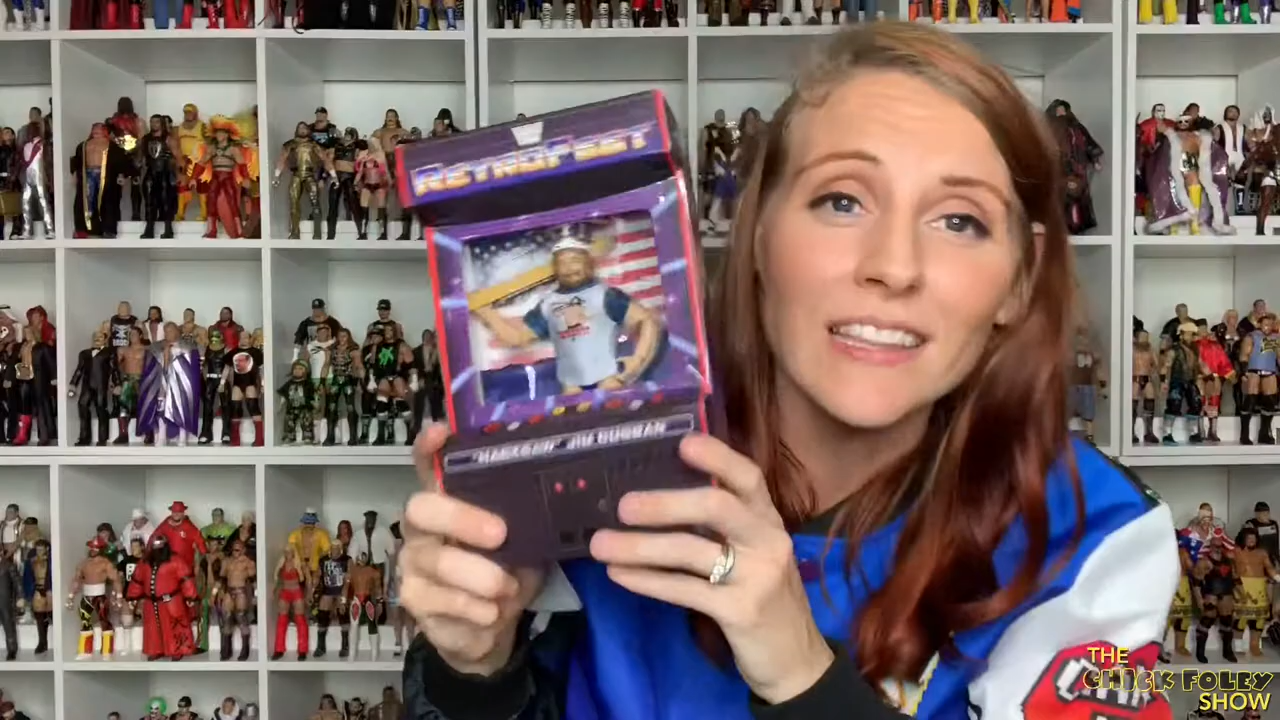 RETROFEST
"HACKSAW" JIM DUGGAN
THE
CHICK FOLEY
SHOW